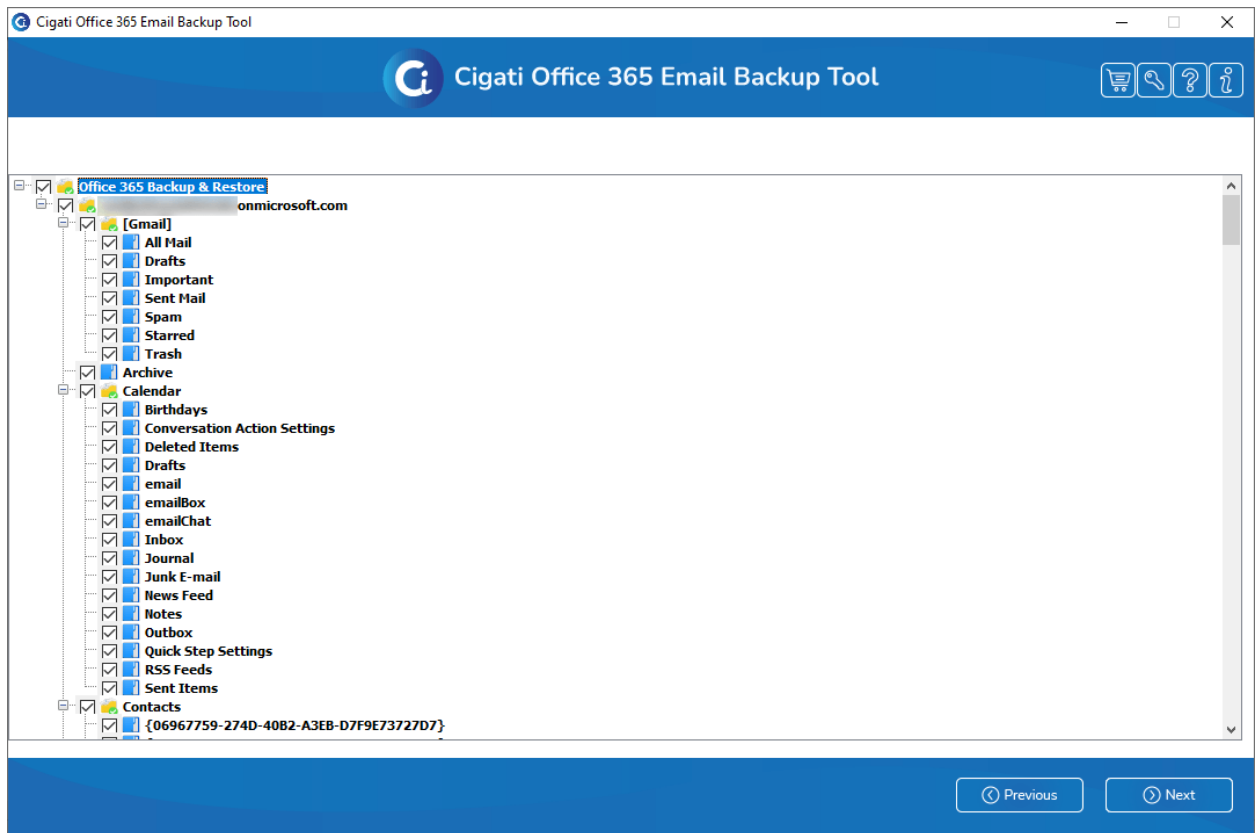 Cigati Office 365 Email Backup Tool
Cigati Office 365 Email Backup Tool
Office 365 Backup & Restore
onmicrosoft.com
[Gmail]
All Mail
Drafts
Important
Sent Mail
Spam
Starred
Trash
Archive
Calendar
Birthdays
Conversation Action Settings
Deleted Items
Drafts
email
emailBox
emailChat
Inbox
Journal
Junk E-mail
News Feed
Notes
Outbox
Quick Step Settings
RSS Feeds
Sent Items
Contacts
{06967759-274D-40B2-A3EB-D7F9E73727D7}
Previous
Next